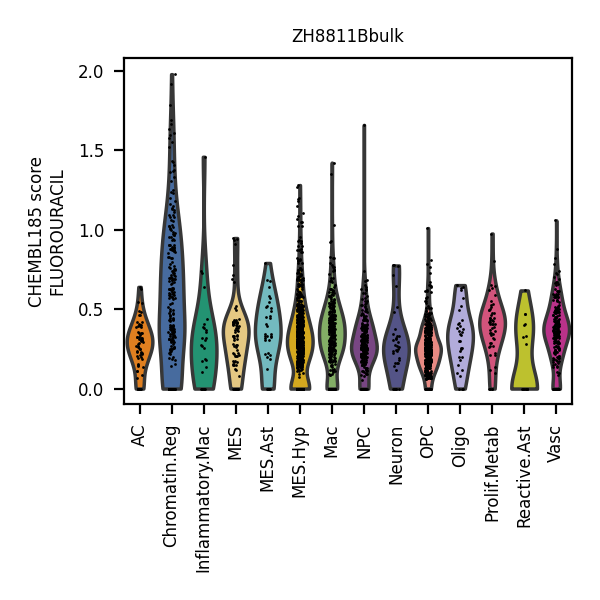 ZH8811Bbulk
CHEMBL185 score
FLUOROURACIL
2.0
1.5
1.0
0.5
0.0
AC
Chromatin.Reg
Inflammatory.Mac
MES
MES.Ast
MES.Hyp
Mac
NPC
Neuron
OPC
Oligo
Prolif.Metab
Reactive.Ast
Vasc